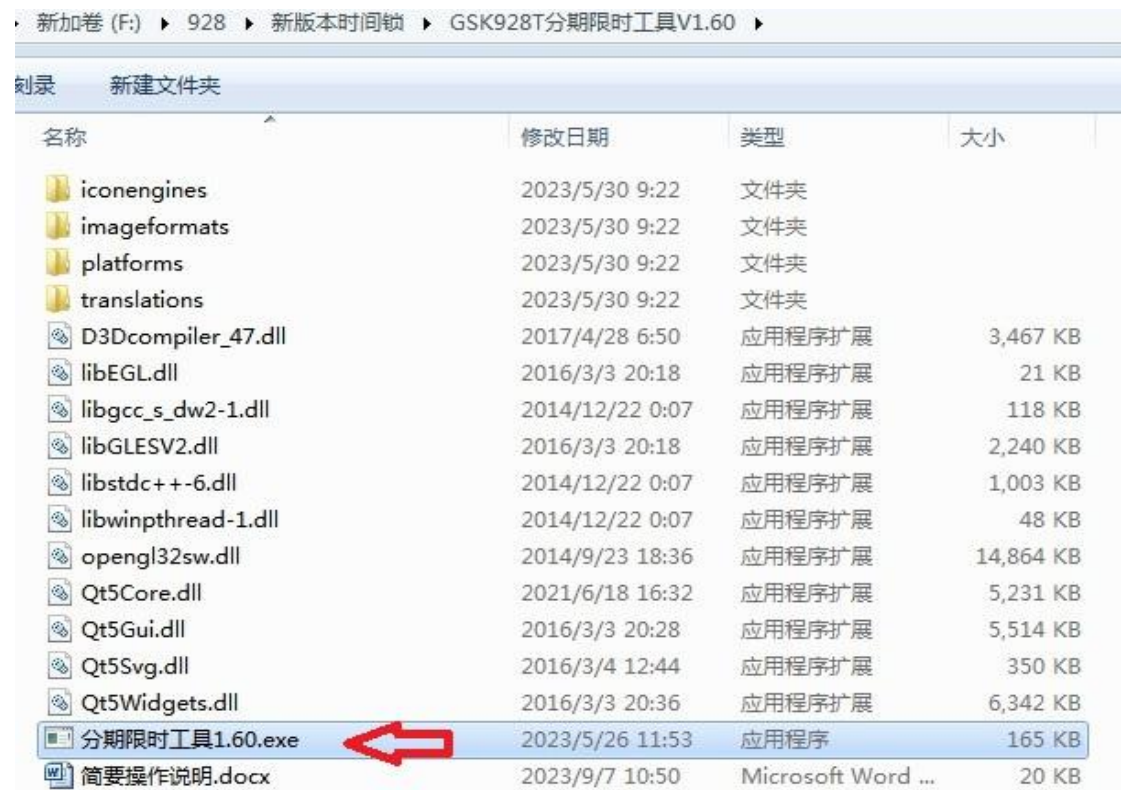 新加卷 (F:) ▸ 928 ▸ 新版本时间锁 ▸ GSK928T分期限时工具V1.60 ▸
刻录 新建文件夹
名称 修改日期 类型 大小
iconengines 2023/5/30 9:22 文件夹
imageformats 2023/5/30 9:22 文件夹
platforms 2023/5/30 9:22 文件夹
translations 2023/5/30 9:22 文件夹
D3Dcompiler_47.dll 2017/4/28 6:50 应用程序扩展 3,467 KB
libEGL.dll 2016/3/3 20:18 应用程序扩展 21 KB
libgcc_s_dw2-1.dll 2014/12/22 0:07 应用程序扩展 118 KB
libGLESV2.dll 2016/3/3 20:18 应用程序扩展 2,240 KB
libstdc++-6.dll 2014/12/22 0:07 应用程序扩展 1,003 KB
libwinpthread-1.dll 2014/12/22 0:07 应用程序扩展 48 KB
opengl32sw.dll 2014/9/23 18:36 应用程序扩展 14,864 KB
Qt5Core.dll 2021/6/18 16:32 应用程序扩展 5,231 KB
Qt5Gui.dll 2016/3/3 20:28 应用程序扩展 5,514 KB
Qt5Svg.dll 2016/3/4 12:44 应用程序扩展 350 KB
Qt5Widgets.dll 2016/3/3 20:36 应用程序扩展 6,342 KB
分期限时工具1.60.exe 2023/5/26 11:53 应用程序 165 KB
简要操作说明.docx 2023/9/7 10:50 Microsoft Word ... 20 KB